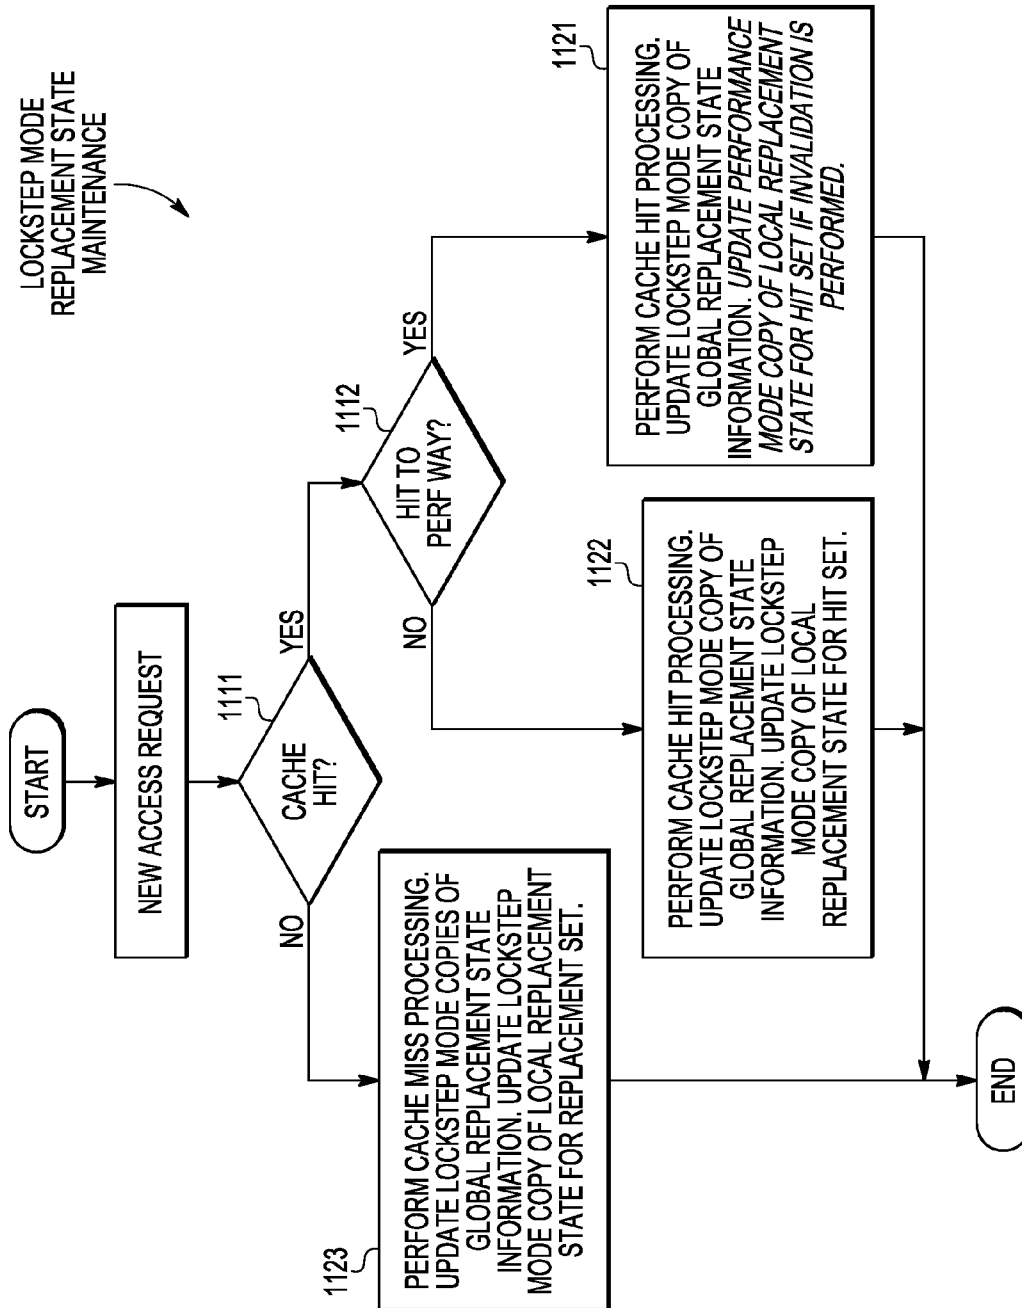 LOCKSTEP MODE
REPLACEMENT STATE
MAINTENANCE
START
NEW ACCESS REQUEST
1111
CACHE
HIT?
NO
YES
1112
HIT TO
PERF WAY?
NO
YES
1123
PERFORM CACHE MISS PROCESSING.
UPDATE LOCKSTEP MODE COPIES OF
GLOBAL REPLACEMENT STATE
INFORMATION. UPDATE LOCKSTEP
MODE COPY OF LOCAL REPLACEMENT
STATE FOR REPLACEMENT SET.
1122
PERFORM CACHE HIT PROCESSING.
UPDATE LOCKSTEP MODE COPY OF
GLOBAL REPLACEMENT STATE
INFORMATION. UPDATE LOCKSTEP
MODE COPY OF LOCAL
REPLACEMENT STATE FOR HIT SET.
1121
PERFORM CACHE HIT PROCESSING.
UPDATE LOCKSTEP MODE COPY OF
GLOBAL REPLACEMENT STATE
INFORMATION. UPDATE PERFORMANCE
MODE COPY OF LOCAL REPLACEMENT
STATE FOR HIT SET IF INVALIDATION IS
PERFORMED.
END